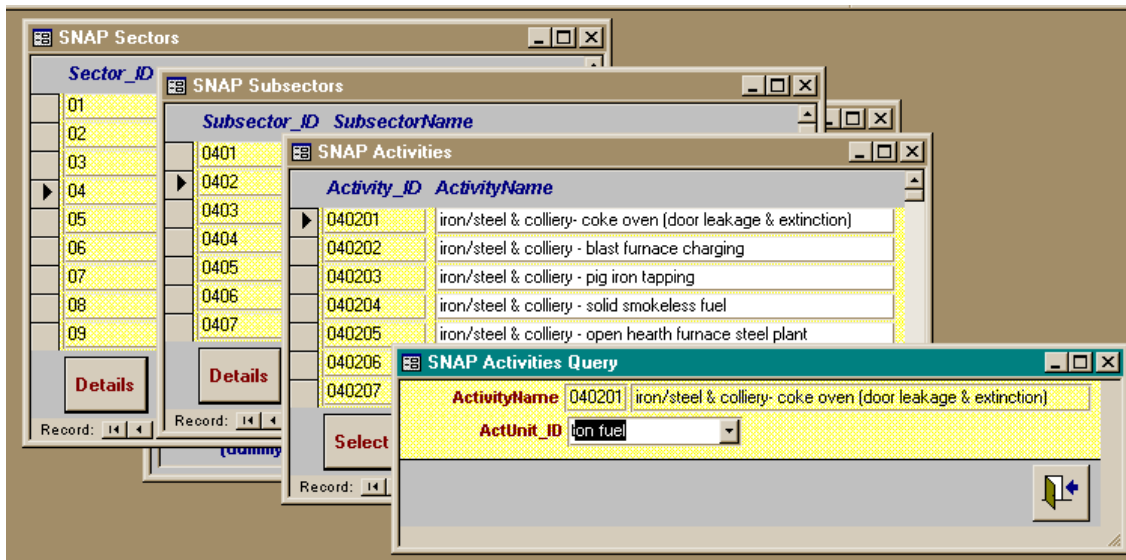 SNAP Sectors
Sector_ID
01
02
03
04
05
06
07
08
09
Details
Record:
SNAP Subsectors
Subsector_ID SubsectorName
0401
0402
0403
0404
0405
0406
0407
Details
Record:
(dummy
SNAP Activities
Activity_ID ActivityName
040201 iron/steel & colliery- coke oven (door leakage & extinction)
040202 iron/steel & colliery - blast furnace charging
040203 iron/steel & colliery - pig iron tapping
040204 iron/steel & colliery - solid smokeless fuel
040205 iron/steel & colliery - open hearth furnace steel plant
040206
040207
Select
Record:
SNAP Activities Query
ActivityName 040201 iron/steel & colliery- coke oven (door leakage & extinction)
ActUnit_ID ton fuel